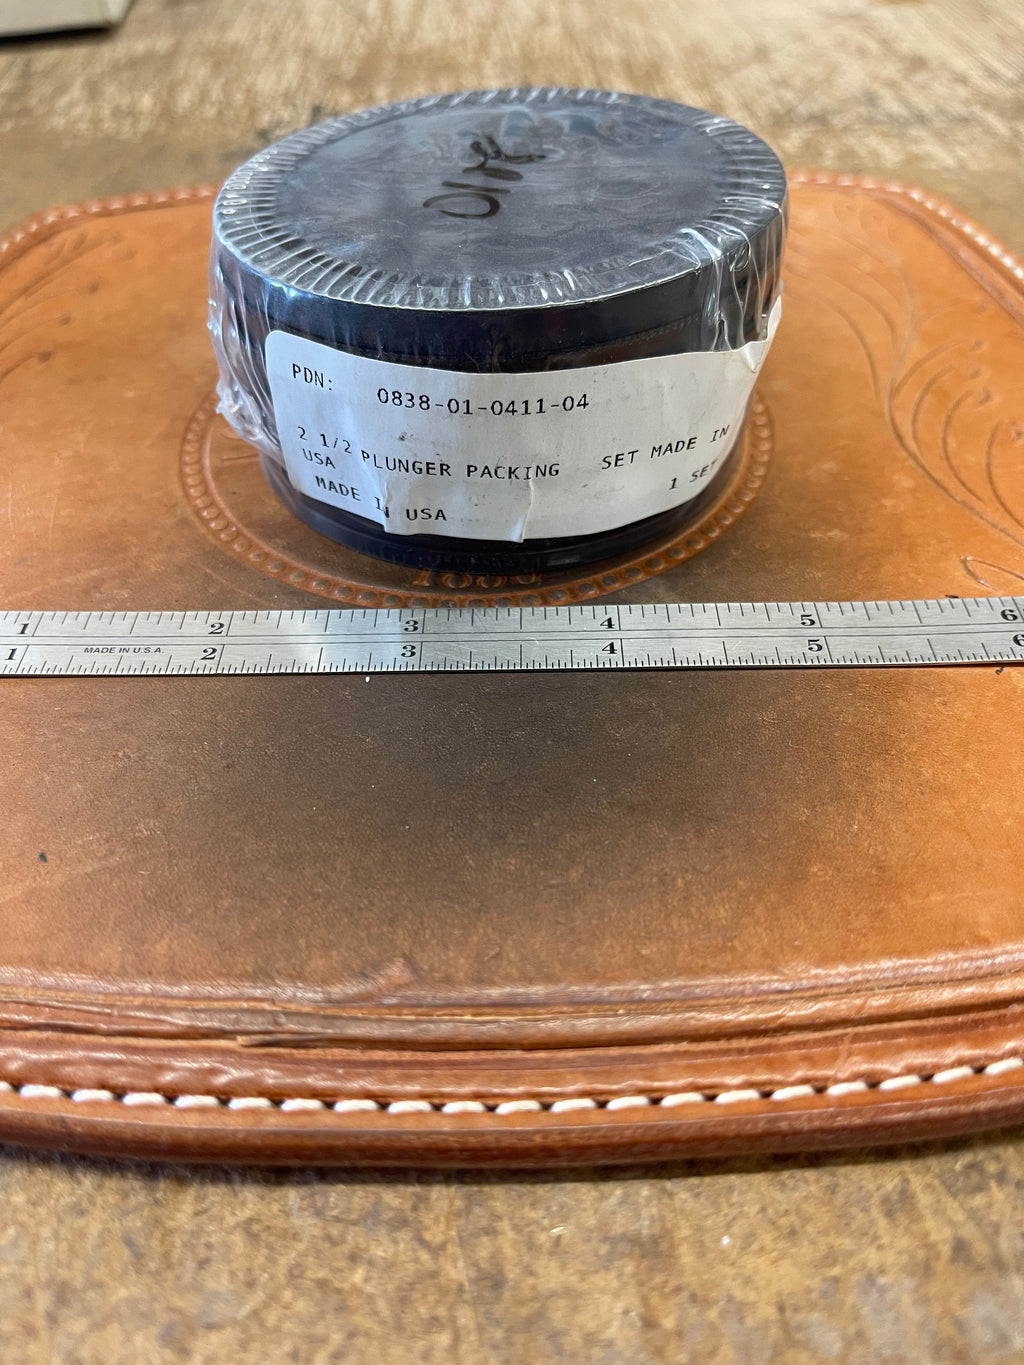 PDN: 0838-01-0411-04
2 1/2 PLUNGER PACKING SET MADE IN
USA
MADE IN USA 1 SET
1 2 3 4 5 6
MADE IN U.S.A.
1 2 3 4 5 6